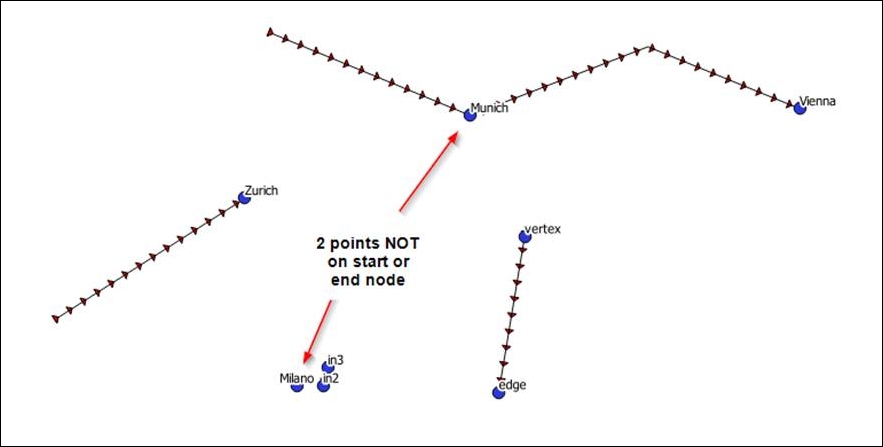 Munich
Vienna
Zurich
2 points NOT
on start or
end node
vertex
in3
Milano
in2
edge